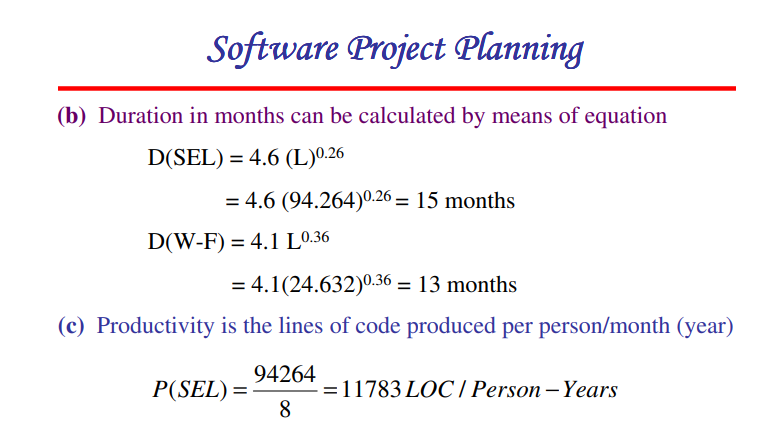 Software Project Planning
(b) Duration in months can be calculated by means of equation
D(SEL) = 4.6 (L)^0.26
= 4.6 (94.264)^0.26 = 15 months
D(W-F) = 4.1 L^0.36
= 4.1(24.632)^0.36 = 13 months
(c) Productivity is the lines of code produced per person/month (year)
P(SEL) = 94264 / 8 = 11783 LOC / Person – Years